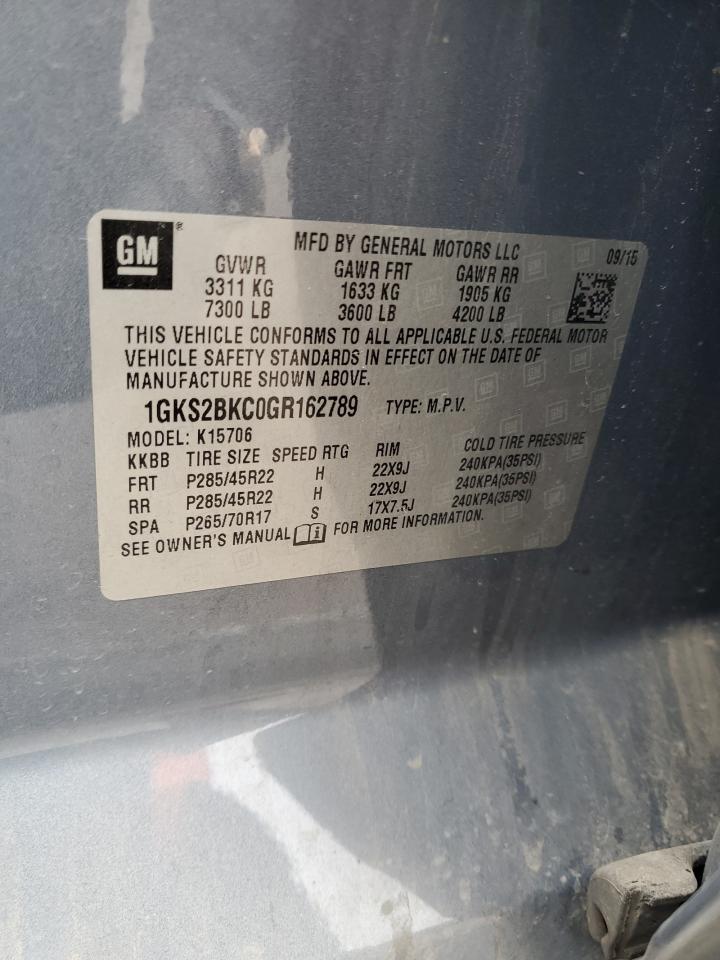 GM ®
MFD BY GENERAL MOTORS LLC 09/15
GVWR GAWR FRT GAWR RR
3311 KG 1633 KG 1905 KG
7300 LB 3600 LB 4200 LB
THIS VEHICLE CONFORMS TO ALL APPLICABLE U.S. FEDERAL MOTOR
VEHICLE SAFETY STANDARDS IN EFFECT ON THE DATE OF
MANUFACTURE SHOWN ABOVE.
1GKS2BKC0GR162789 TYPE: M.P.V.
MODEL: K15706
KKBB TIRE SIZE SPEED RTG RIM COLD TIRE PRESSURE
FRT P285/45R22 H 22X9J 240KPA(35PSI)
RR P285/45R22 H 22X9J 240KPA(35PSI)
SPA P265/70R17 S 17X7.5J 240KPA(35PSI)
SEE OWNER'S MANUAL i FOR MORE INFORMATION.